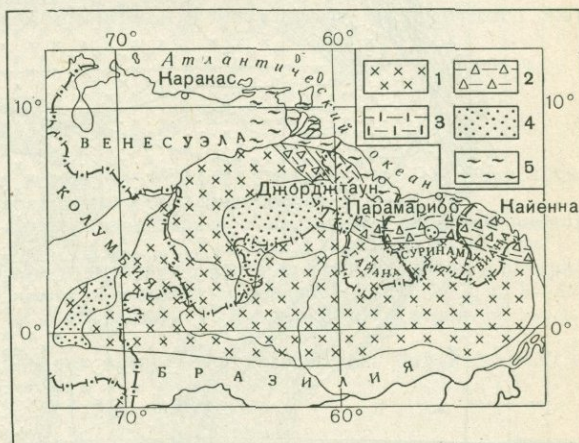 70° 60°
Атлантический океан
Каракас
10° 10°
ВЕНЕСУЭЛА
1 2
3 4
5
КОЛУМБИЯ
Джорджтаун
Парамарибо
Кайенна
ГАЙАНА
СУРИНАМ
ГВИАНА
0° 0°
БРАЗИЛИЯ
70° 60°